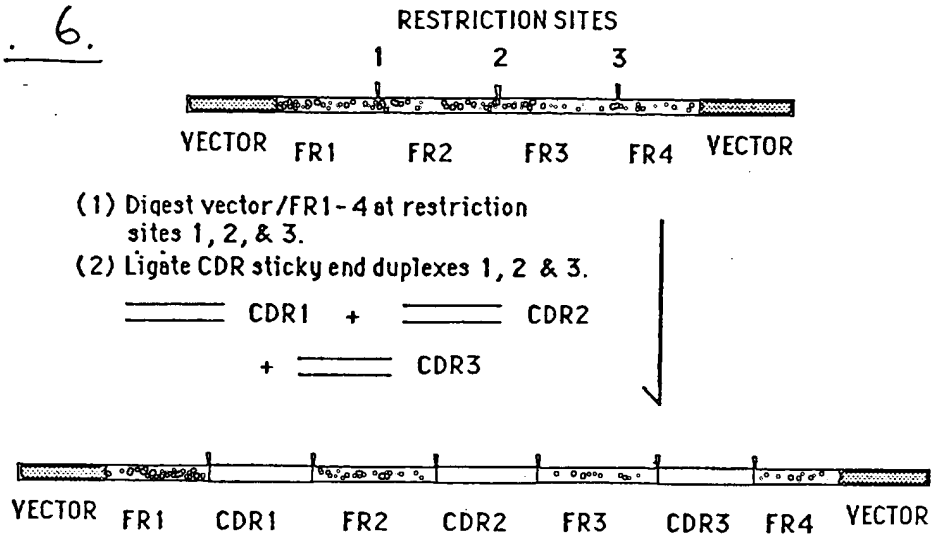 . 6.
RESTRICTION SITES
1 2 3
VECTOR FR1 FR2 FR3 FR4 VECTOR
(1) Digest vector/FR1-4 at restriction
sites 1, 2, & 3.
(2) Ligate CDR sticky end duplexes 1, 2 & 3.
CDR1 + CDR2
+ CDR3
VECTOR FR1 CDR1 FR2 CDR2 FR3 CDR3 FR4 VECTOR